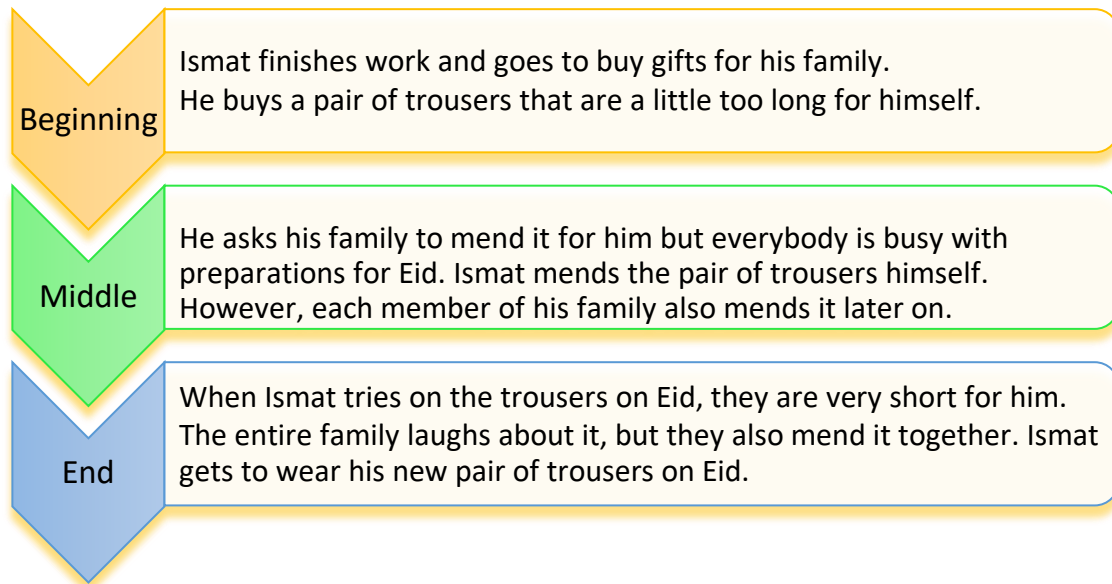 Beginning
Ismat finishes work and goes to buy gifts for his family.
He buys a pair of trousers that are a little too long for himself.
Middle
He asks his family to mend it for him but everybody is busy with
preparations for Eid. Ismat mends the pair of trousers himself.
However, each member of his family also mends it later on.
End
When Ismat tries on the trousers on Eid, they are very short for him.
The entire family laughs about it, but they also mend it together. Ismat
gets to wear his new pair of trousers on Eid.